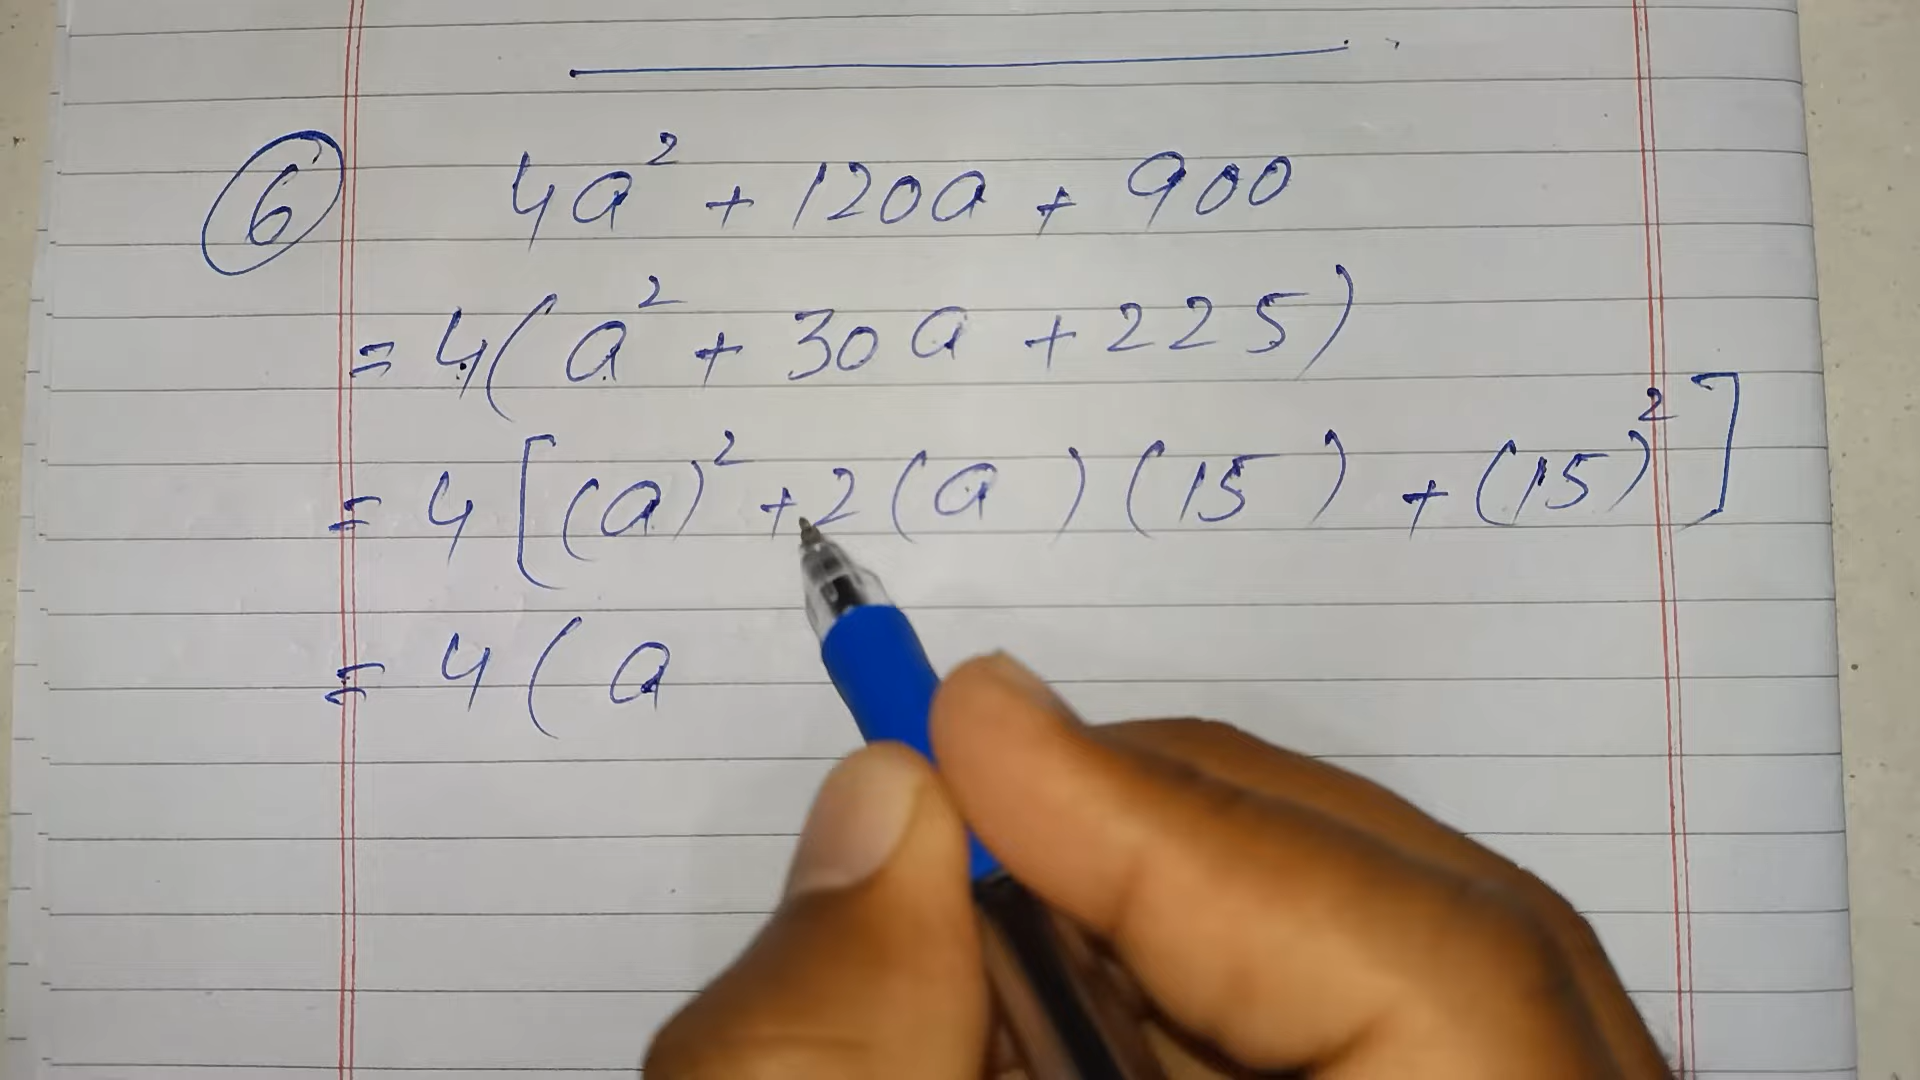 6 4a² + 120a + 900
= 4( a² + 30a + 225)
= 4 [(a)² + 2(a)(15) + (15)²]
= 4 ( a